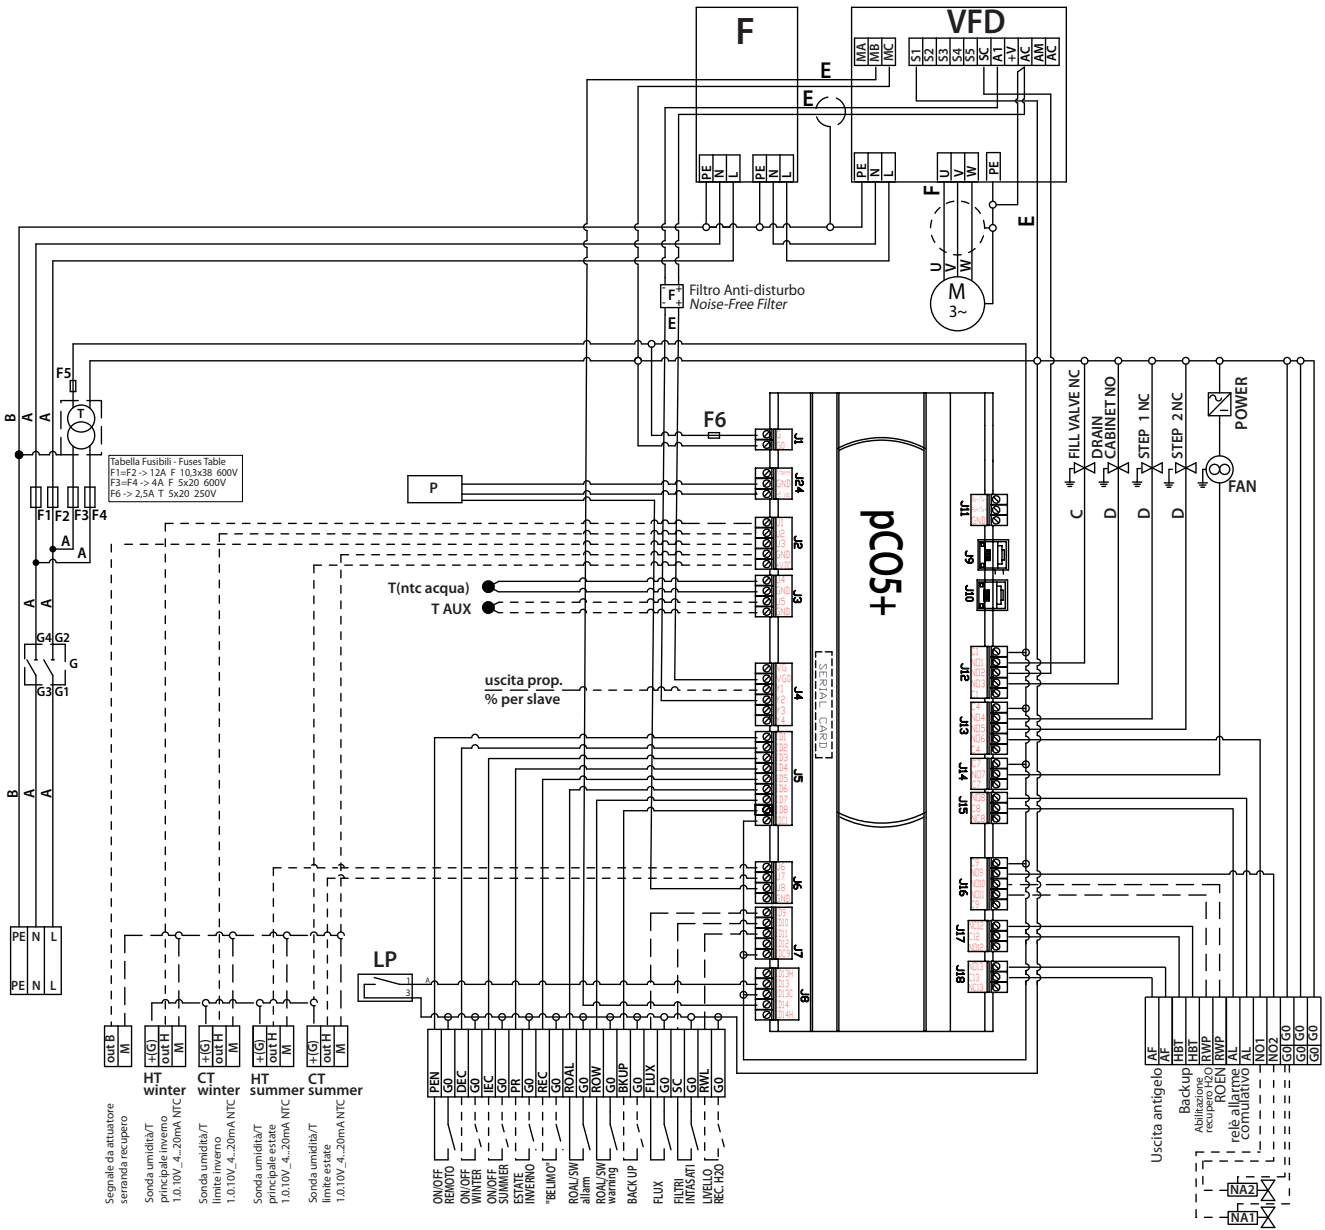 F
VFD
MA
MB
MC
S1
S2
S3
S4
S5
SC
A1
+V
AC
AM
AC
E
E
PE
N
L
PE
N
L
PE
N
L
U
V
W
PE
F
E
U
V
W
M
3~
- +
F
- +
Filtro Anti-disturbo
Noise-Free Filter
E
F5
T
B
A
A
F6
Tabella Fusibili - Fuses Table
F1=F2 -> 12A F 10,3x38 600V
F3=F4 -> 4A F 5x20 600V
F6 -> 2,5A T 5x20 250V
P
F1
F2
F3
F4
A
A
T(ntc acqua)
T AUX
A
A
G4
G2
G
G3
G1
uscita prop.
% per slave
B
A
A
J1
J24
J2
J3
J4
J5
J6
J7
J8
SERIAL CARD
pCO5+
J11
J9
J10
J12
J13
J14
J15
J16
J17
J18
FILL VALVE NC
DRAIN
CABINET NO
STEP 1 NC
STEP 2 NC
POWER
FAN
C
D
D
D
PE
N
L
PE
N
L
LP
1
3
A
out B
M
+(G)
out H
M
+(G)
out H
M
+(G)
out H
M
+(G)
out H
M
HT
winter
CT
winter
HT
summer
CT
summer
Segnale da attuatore
serranda recupero
Sonda umidità/T
principale inverno
1.0.10V_4...20mA NTC
Sonda umidità/T
limite inverno
1.0.10V_4...20mA NTC
Sonda umidità/T
principale estate
1.0.10V_4...20mA NTC
Sonda umidità/T
limite estate
1.0.10V_4...20mA NTC
PEN
G0
DEC
G0
IEC
G0
PR
G0
REC
G0
ROAL
G0
ROW
G0
BKUP
G0
FLUX
G0
SC
G0
RWL
G0
ON/OFF
REMOTO
ON/OFF
WINTER
ON/OFF
SUMMER
ESTATE
INVERNO
"BELIMO"
ROAL/SW
allarm
ROAL/SW
warning
BACK UP
FLUX
FILTRI
INTASATI
LIVELLO
REC. H2O
AF
AF
HBT
HBT
RWP
RWP
AL
AL
NO1
NO2
G0
G0
G0
G0
G0
G0
Uscita antigelo
Backup
Abilitazione
recupero H2O
ROEN
relè allarme
comulativo
NA2
NA1